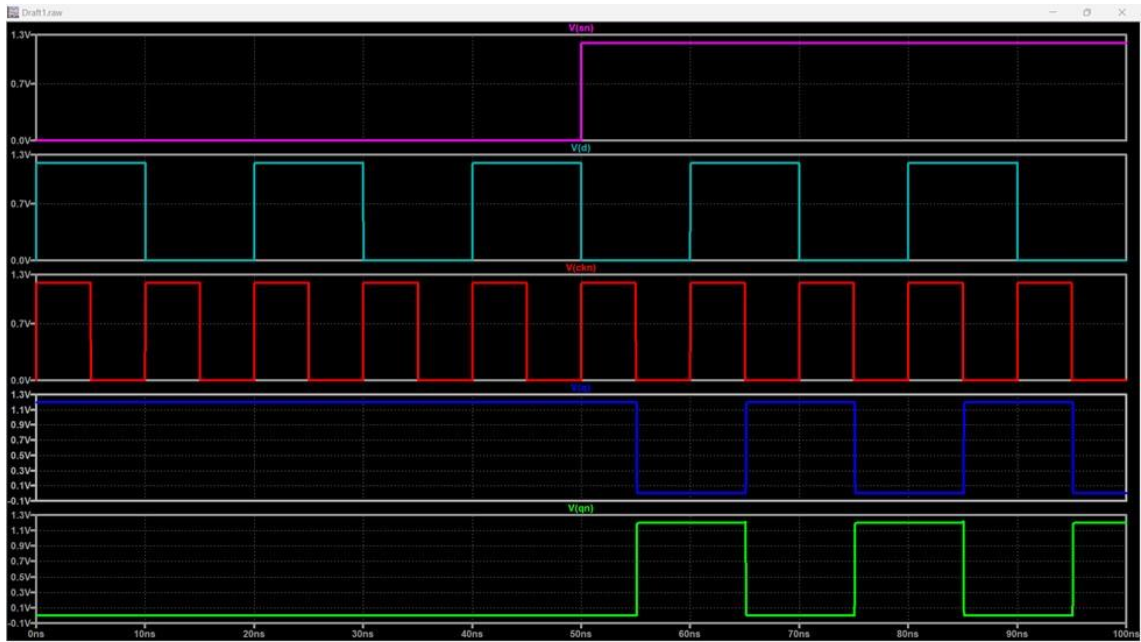 Draft1.raw
V(sn)
1.3V
0.7V
0.0V
V(d)
1.3V
0.7V
0.0V
V(ckn)
1.3V
0.7V
0.0V
V(q)
1.3V
1.1V
0.9V
0.7V
0.5V
0.3V
0.1V
-0.1V
V(qn)
1.3V
1.1V
0.9V
0.7V
0.5V
0.3V
0.1V
-0.1V
0ns 10ns 20ns 30ns 40ns 50ns 60ns 70ns 80ns 90ns 100ns